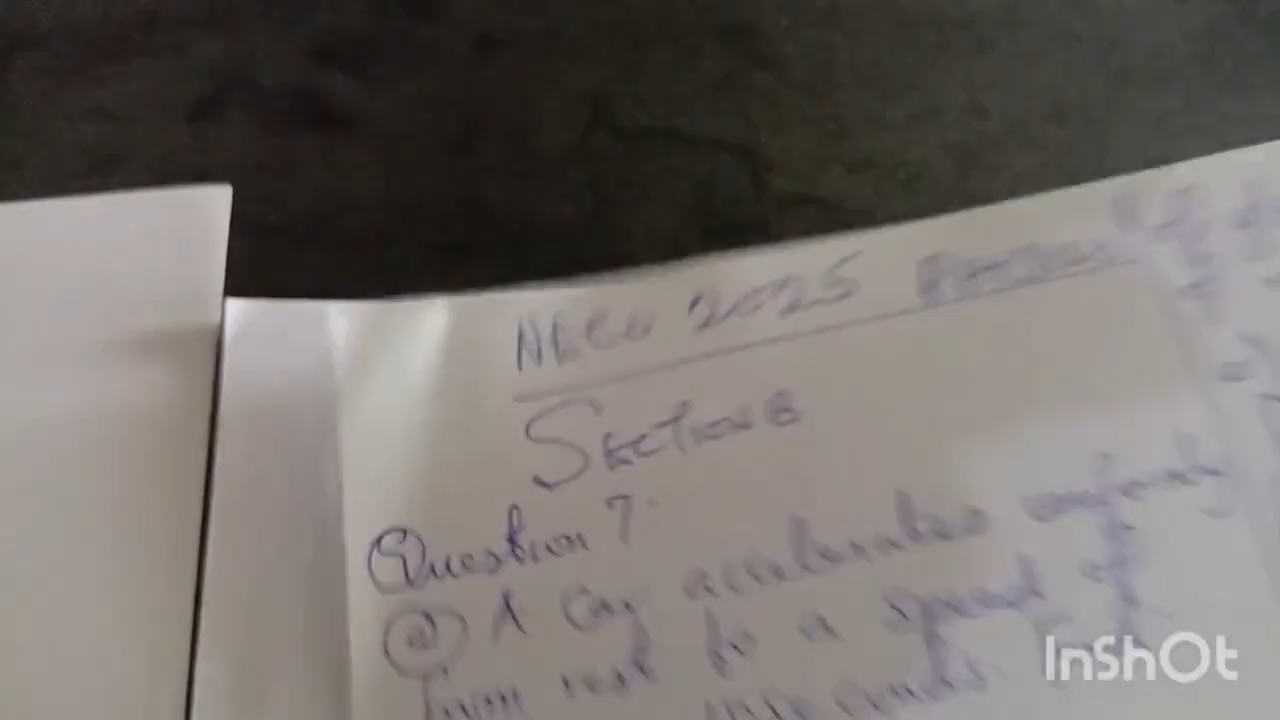 NECO 2025
SECTION B
Question 7.
(a) A car accelerates uniformly
from rest to a speed of
InShOt